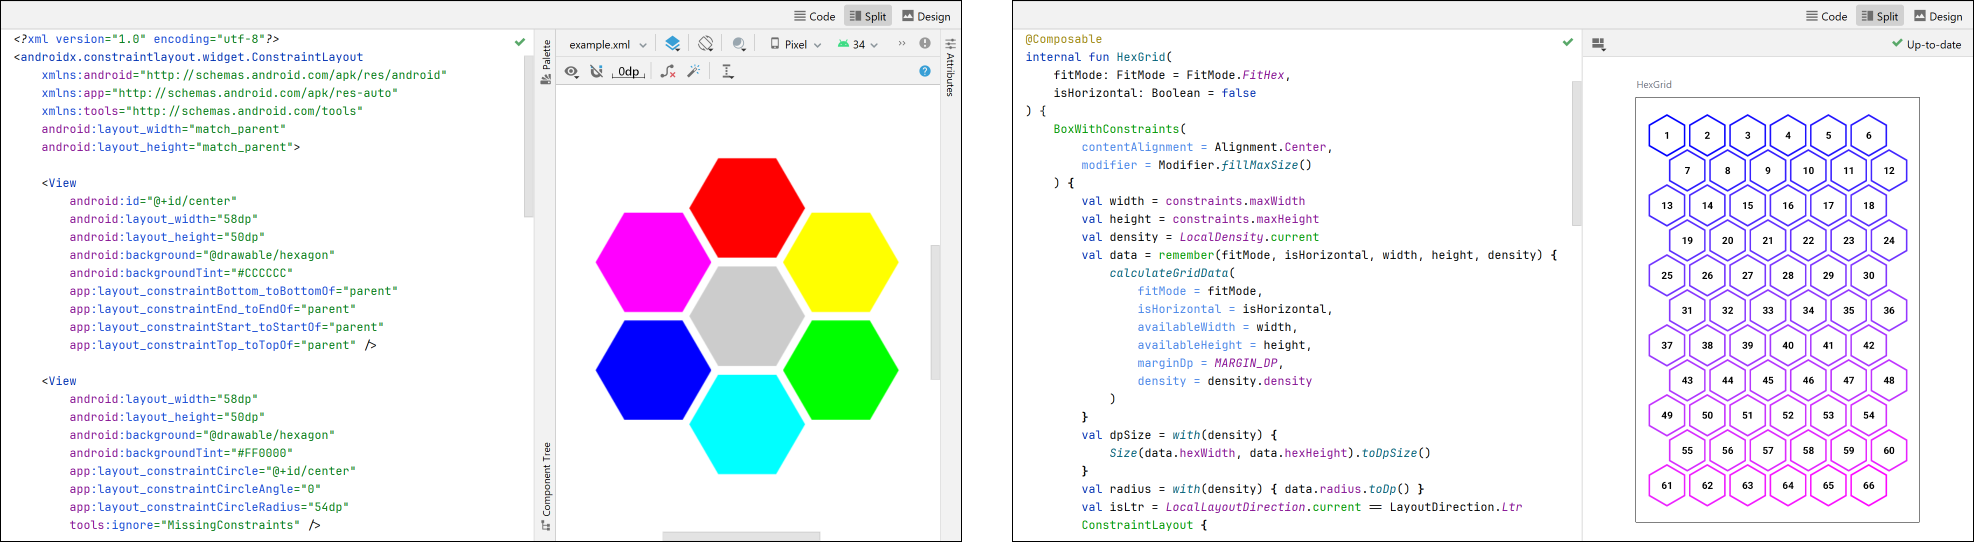 Code Split Design
<?xml version="1.0" encoding="utf-8"?>
<androidx.constraintlayout.widget.ConstraintLayout
xmlns:android="http://schemas.android.com/apk/res/android"
xmlns:app="http://schemas.android.com/apk/res-auto"
xmlns:tools="http://schemas.android.com/tools"
android:layout_width="match_parent"
android:layout_height="match_parent">
<View
android:id="@+id/center"
android:layout_width="58dp"
android:layout_height="50dp"
android:background="@drawable/hexagon"
android:backgroundTint="#CCCCCC"
app:layout_constraintBottom_toBottomOf="parent"
app:layout_constraintEnd_toEndOf="parent"
app:layout_constraintStart_toStartOf="parent"
app:layout_constraintTop_toTopOf="parent" />
<View
android:layout_width="58dp"
android:layout_height="50dp"
android:background="@drawable/hexagon"
android:backgroundTint="#FF0000"
app:layout_constraintCircle="@+id/center"
app:layout_constraintCircleAngle="0"
app:layout_constraintCircleRadius="54dp"
tools:ignore="MissingConstraints" />
Palette
Component Tree
example.xml Pixel 34 »
0dp
Attributes
Code Split Design
@Composable
internal fun HexGrid(
fitMode: FitMode = FitMode.FitHex,
isHorizontal: Boolean = false
) {
BoxWithConstraints(
contentAlignment = Alignment.Center,
modifier = Modifier.fillMaxSize()
) {
val width = constraints.maxWidth
val height = constraints.maxHeight
val density = LocalDensity.current
val data = remember(fitMode, isHorizontal, width, height, density) {
calculateGridData(
fitMode = fitMode,
isHorizontal = isHorizontal,
availableWidth = width,
availableHeight = height,
marginDp = MARGIN_DP,
density = density.density
)
}
val dpSize = with(density) {
Size(data.hexWidth, data.hexHeight).toDpSize()
}
val radius = with(density) { data.radius.toDp() }
val isLtr = LocalLayoutDirection.current == LayoutDirection.Ltr
ConstraintLayout {
Up-to-date
HexGrid
1 2 3 4 5 6
7 8 9 10 11 12
13 14 15 16 17 18
19 20 21 22 23 24
25 26 27 28 29 30
31 32 33 34 35 36
37 38 39 40 41 42
43 44 45 46 47 48
49 50 51 52 53 54
55 56 57 58 59 60
61 62 63 64 65 66